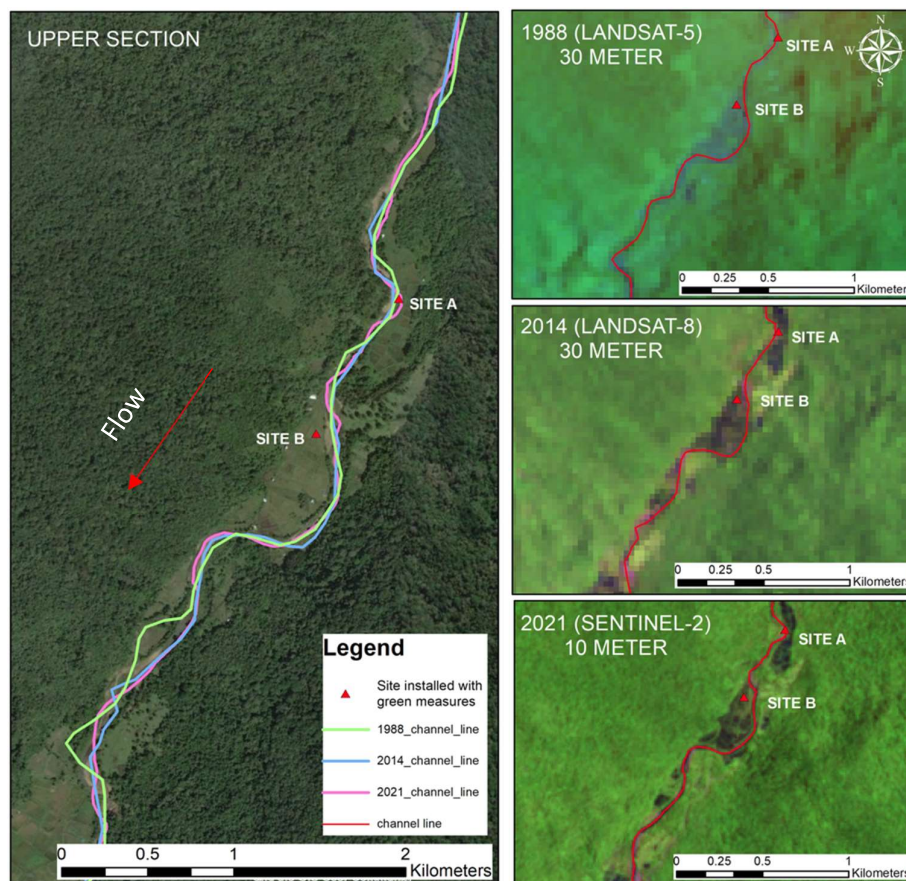 UPPER SECTION
SITE A
SITE B
Flow
Legend
Site installed with
green measures
1988_channel_line
2014_channel_line
2021_channel_line
channel line
0 0.5 1 2
Kilometers
1988 (LANDSAT-5)
30 METER
N
W
S
SITE A
SITE B
0 0.25 0.5 1
Kilometers
2014 (LANDSAT-8)
30 METER
SITE A
SITE B
0 0.25 0.5 1
Kilometers
2021 (SENTINEL-2)
10 METER
SITE A
SITE B
0 0.25 0.5 1
Kilometers